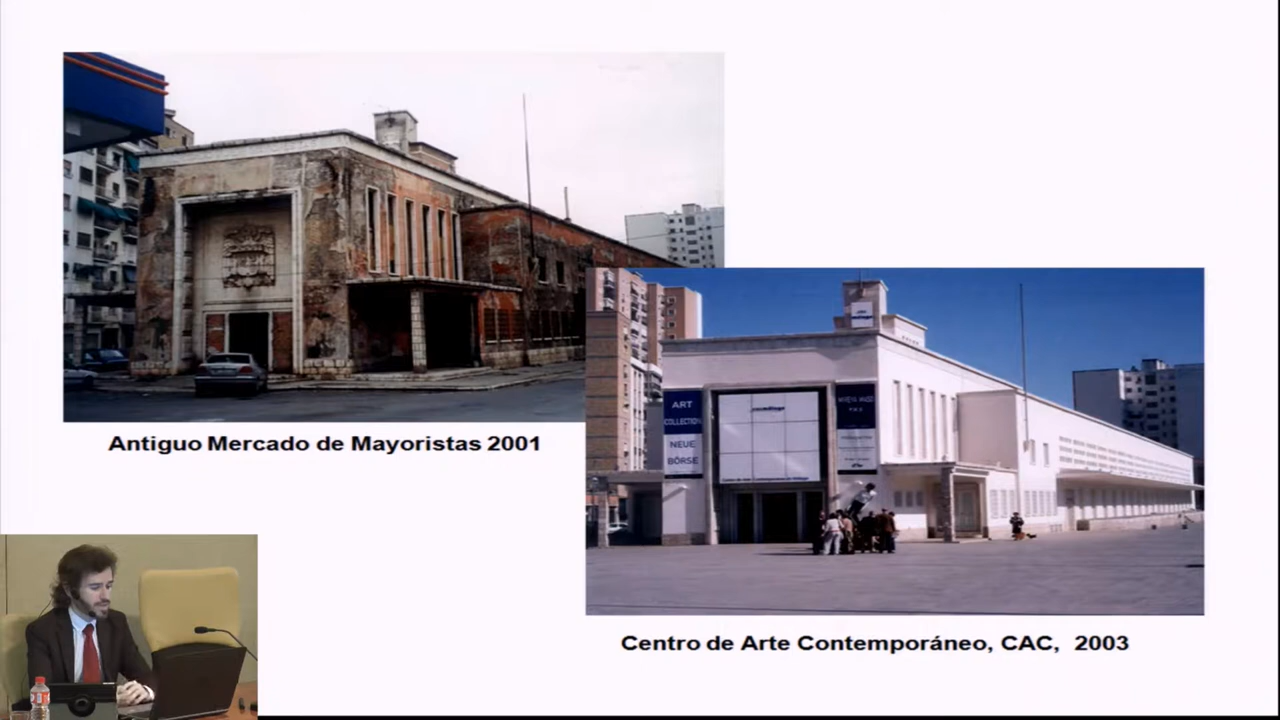 Antiguo Mercado de Mayoristas 2001
ART
COLLECTION
NEUE
BÖRSE
Centro de Arte Contemporáneo, CAC, 2003